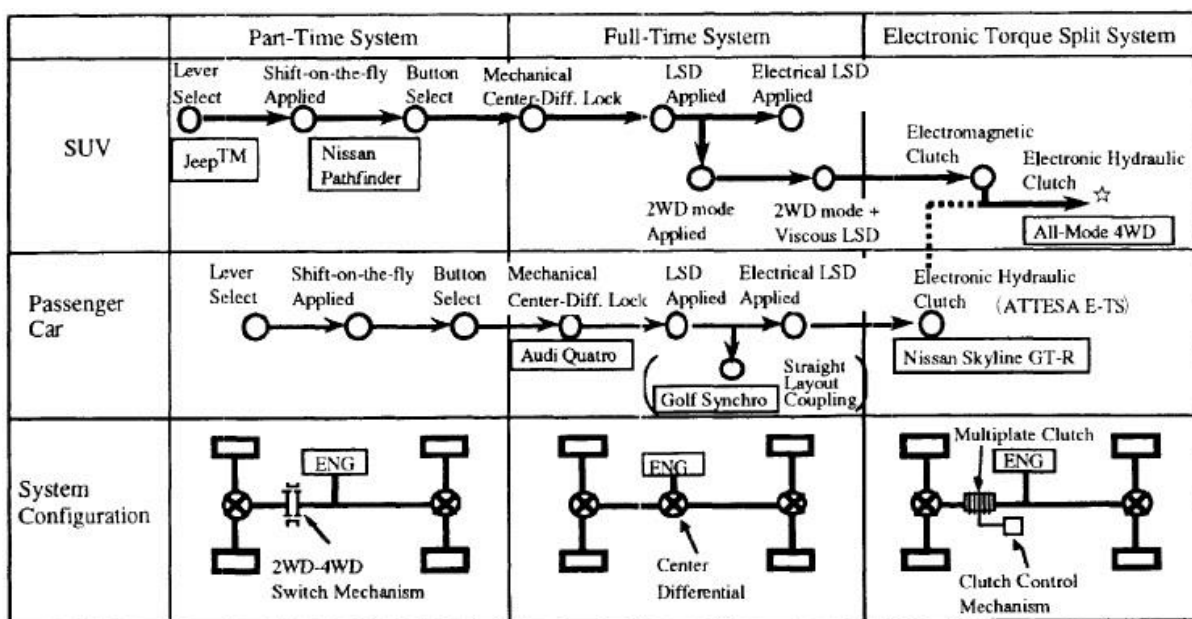 Part-Time System
Full-Time System
Electronic Torque Split System
SUV
Lever
Select
Shift-on-the-fly
Applied
Button
Select
Mechanical
Center-Diff. Lock
LSD
Applied
Electrical LSD
Applied
Jeep™
Nissan
Pathfinder
2WD mode
Applied
2WD mode +
Viscous LSD
Electromagnetic
Clutch
Electronic Hydraulic
Clutch
All-Mode 4WD
Passenger
Car
Lever
Select
Shift-on-the-fly
Applied
Button
Select
Mechanical
Center-Diff. Lock
LSD
Applied
Electrical LSD
Applied
Electronic Hydraulic
Clutch
(ATTESA E-TS)
Audi Quatro
Golf Synchro
(Straight
Layout
Coupling)
Nissan Skyline GT-R
System
Configuration
ENG
2WD-4WD
Switch Mechanism
ENG
Center
Differential
Multiplate Clutch
ENG
Clutch Control
Mechanism